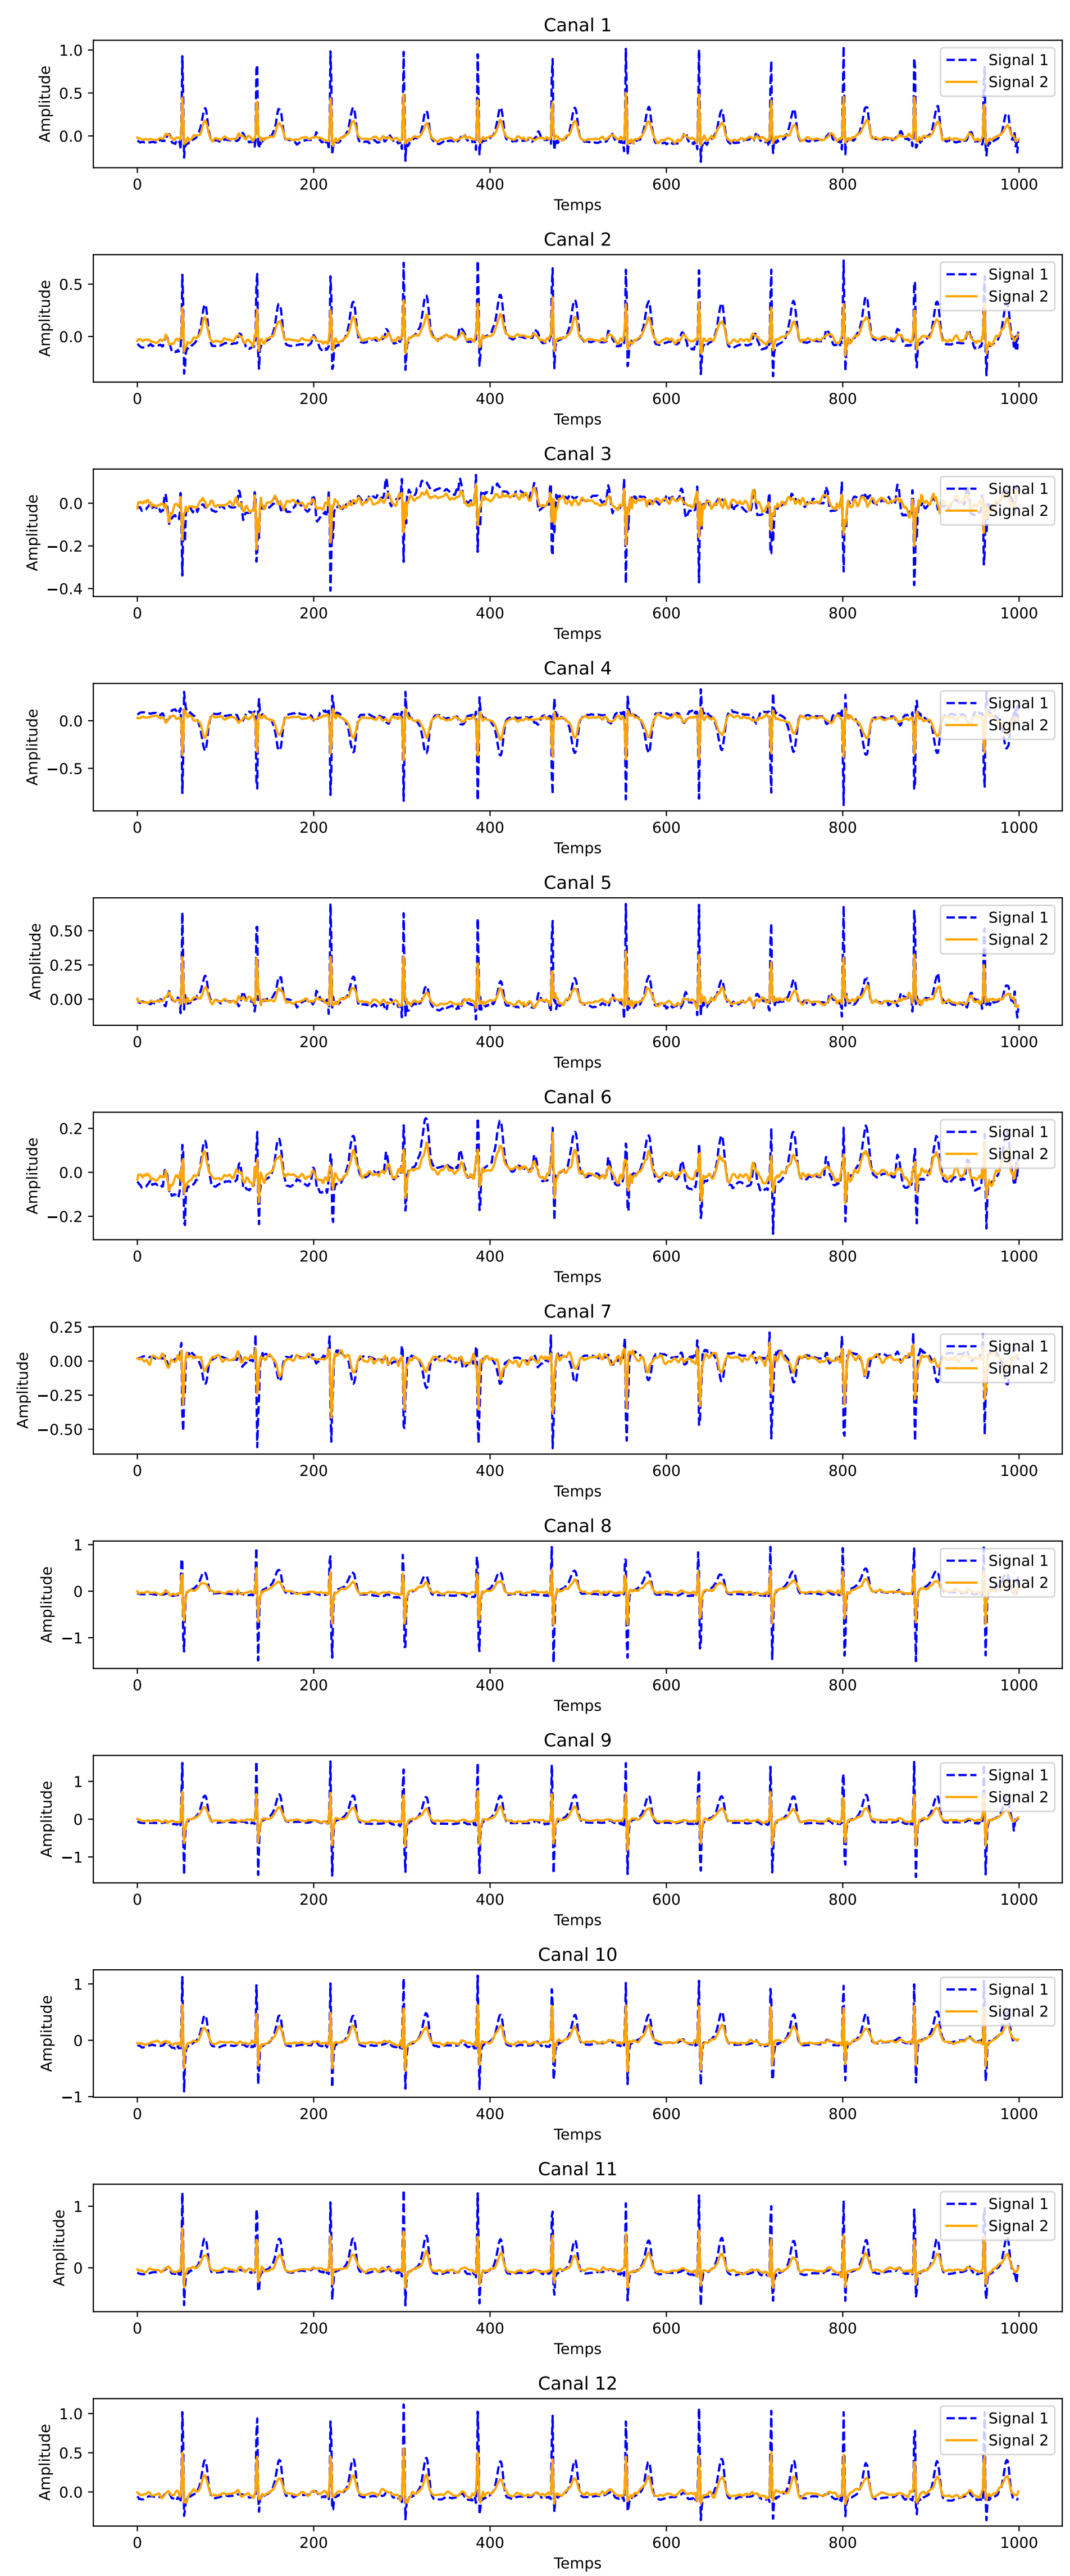 Canal 1
1.0
0.5
0.0
Amplitude
Signal 1
Signal 2
0 200 400 600 800 1000
Temps
Canal 2
0.5
0.0
Amplitude
Signal 1
Signal 2
0 200 400 600 800 1000
Temps
Canal 3
0.0
−0.2
−0.4
Amplitude
Signal 1
Signal 2
0 200 400 600 800 1000
Temps
Canal 4
0.0
−0.5
Amplitude
Signal 1
Signal 2
0 200 400 600 800 1000
Temps
Canal 5
0.50
0.25
0.00
Amplitude
Signal 1
Signal 2
0 200 400 600 800 1000
Temps
Canal 6
0.2
0.0
−0.2
Amplitude
Signal 1
Signal 2
0 200 400 600 800 1000
Temps
Canal 7
0.25
0.00
−0.25
−0.50
Amplitude
Signal 1
Signal 2
0 200 400 600 800 1000
Temps
Canal 8
1
0
−1
Amplitude
Signal 1
Signal 2
0 200 400 600 800 1000
Temps
Canal 9
1
0
−1
Amplitude
Signal 1
Signal 2
0 200 400 600 800 1000
Temps
Canal 10
1
0
−1
Amplitude
Signal 1
Signal 2
0 200 400 600 800 1000
Temps
Canal 11
1
0
Amplitude
Signal 1
Signal 2
0 200 400 600 800 1000
Temps
Canal 12
1.0
0.5
0.0
Amplitude
Signal 1
Signal 2
0 200 400 600 800 1000
Temps